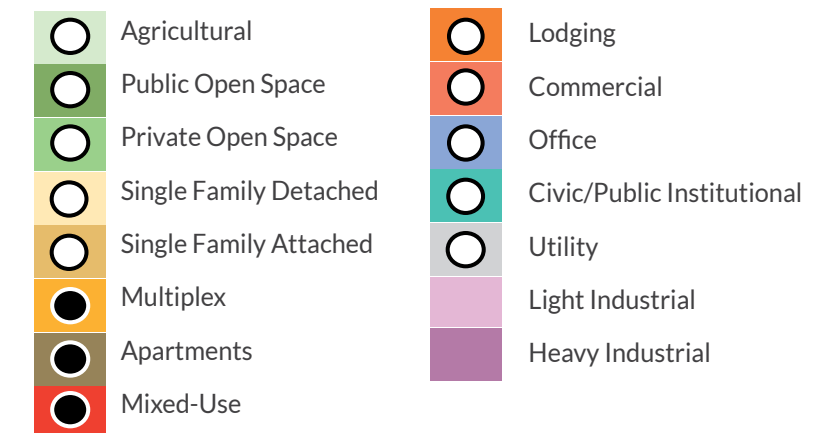 Agricultural
Public Open Space
Private Open Space
Single Family Detached
Single Family Attached
Multiplex
Apartments
Mixed-Use
Lodging
Commercial
Office
Civic/Public Institutional
Utility
Light Industrial
Heavy Industrial